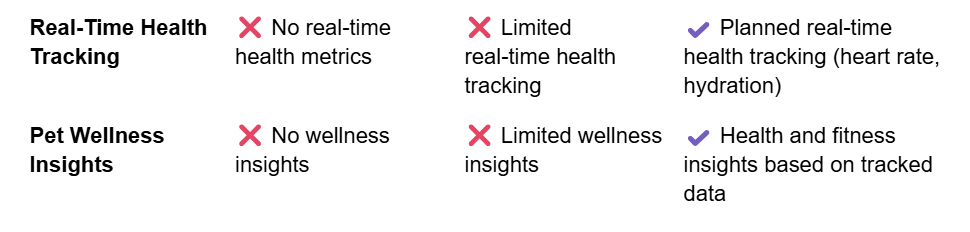 Real-Time Health Tracking
❌ No real-time health metrics
❌ Limited real-time health tracking
✔ Planned real-time health tracking (heart rate, hydration)
Pet Wellness Insights
❌ No wellness insights
❌ Limited wellness insights
✔ Health and fitness insights based on tracked data